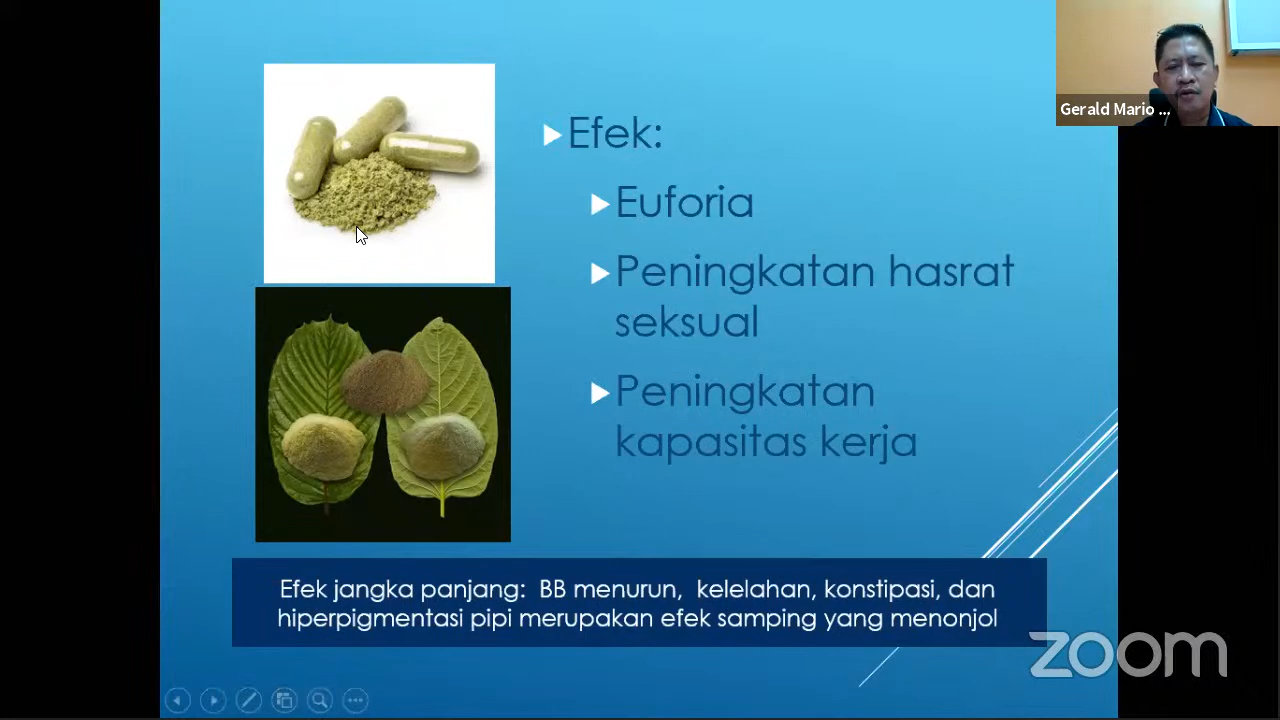 Gerald Mario ...
Efek:
Euforia
Peningkatan hasrat
seksual
Peningkatan
kapasitas kerja
Efek jangka panjang: BB menurun, kelelahan, konstipasi, dan
hiperpigmentasi pipi merupakan efek samping yang menonjol
zoom